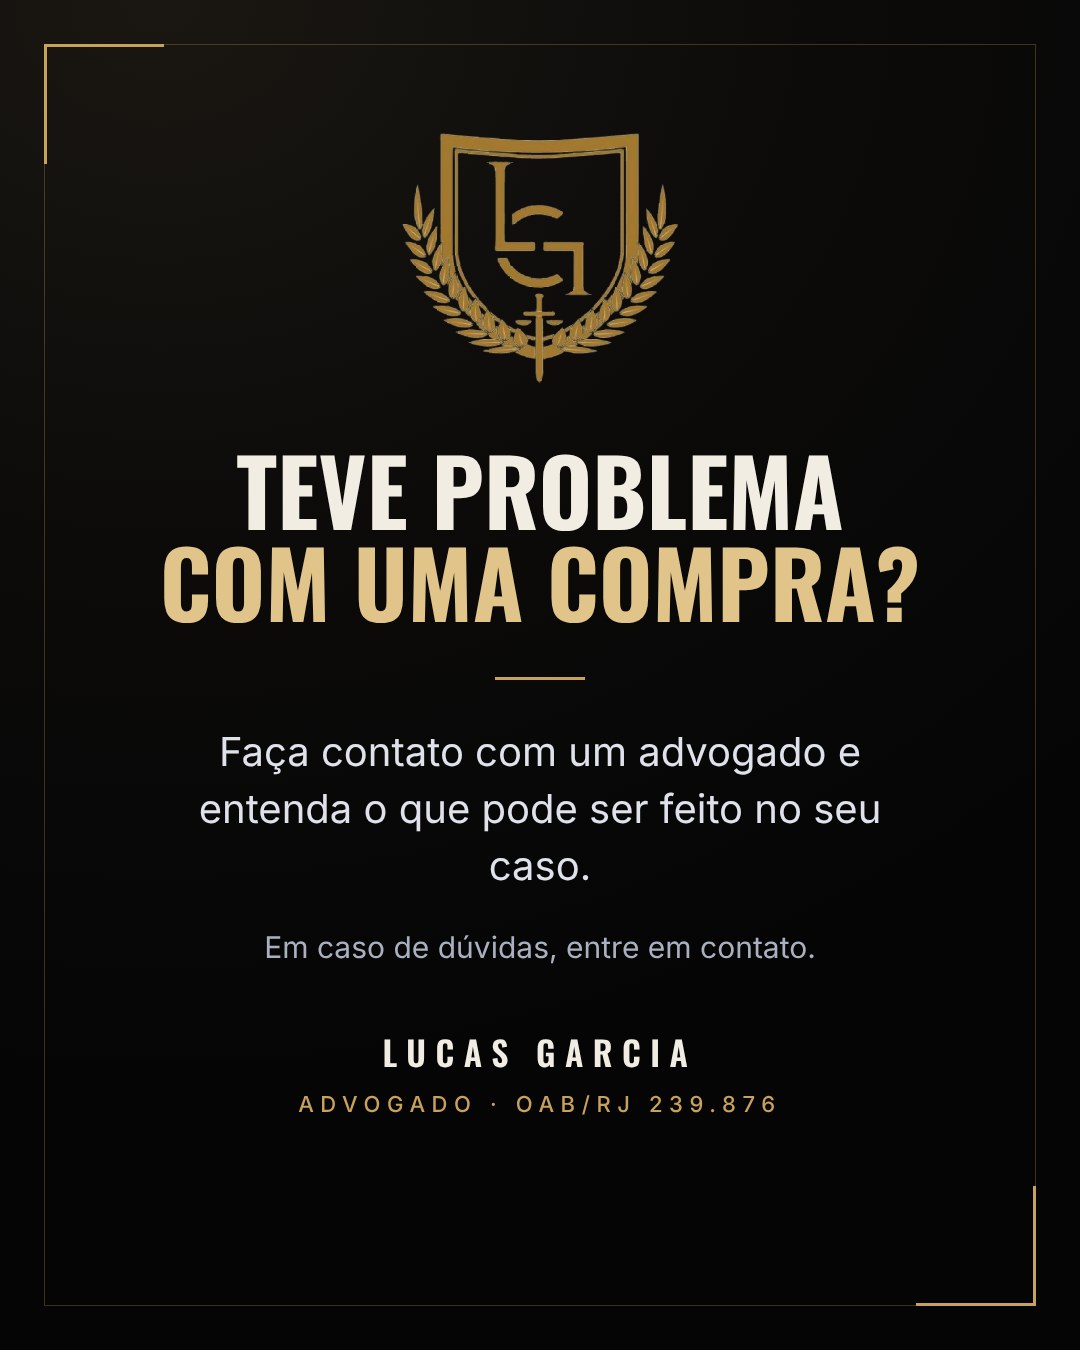 LG
TEVE PROBLEMA
COM UMA COMPRA?
Faça contato com um advogado e
entenda o que pode ser feito no seu
caso.
Em caso de dúvidas, entre em contato.
LUCAS GARCIA
ADVOGADO · OAB/RJ 239.876